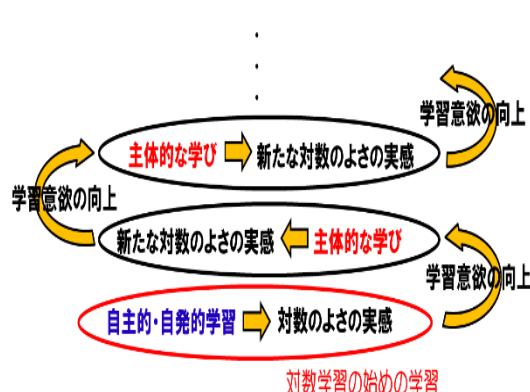 学習意欲の向上
主体的な学び 新たな対数のよさの実感
学習意欲の向上
新たな対数のよさの実感 主体的な学び
学習意欲の向上
自主的・自発的学習 対数のよさの実感
対数学習の始めの学習